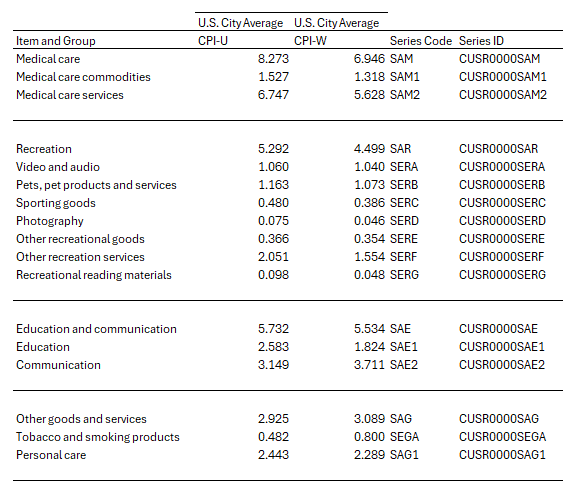 U.S. City Average U.S. City Average
Item and Group CPI-U CPI-W Series Code Series ID
Medical care 8.273 6.946 SAM CUSR0000SAM
Medical care commodities 1.527 1.318 SAM1 CUSR0000SAM1
Medical care services 6.747 5.628 SAM2 CUSR0000SAM2
Recreation 5.292 4.499 SAR CUSR0000SAR
Video and audio 1.060 1.040 SERA CUSR0000SERA
Pets, pet products and services 1.163 1.073 SERB CUSR0000SERB
Sporting goods 0.480 0.386 SERC CUSR0000SERC
Photography 0.075 0.046 SERD CUSR0000SERD
Other recreational goods 0.366 0.354 SERE CUSR0000SERE
Other recreation services 2.051 1.554 SERF CUSR0000SERF
Recreational reading materials 0.098 0.048 SERG CUSR0000SERG
Education and communication 5.732 5.534 SAE CUSR0000SAE
Education 2.583 1.824 SAE1 CUSR0000SAE1
Communication 3.149 3.711 SAE2 CUSR0000SAE2
Other goods and services 2.925 3.089 SAG CUSR0000SAG
Tobacco and smoking products 0.482 0.800 SEGA CUSR0000SEGA
Personal care 2.443 2.289 SAG1 CUSR0000SAG1